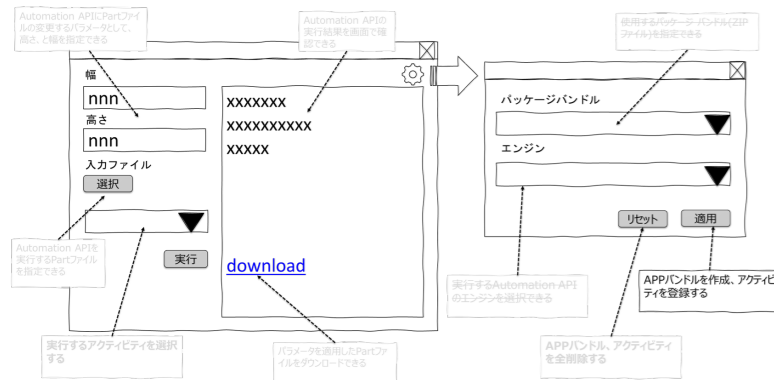 Automation APIにPartファイ
ルの変更するパラメータとして、
高さ、と幅を指定できる
Automation APIの
実行結果を画面で確
認できる
使用するパッケージ バンドル(ZIP
ファイル)を指定できる
幅
nnn
高さ
nnn
入力ファイル
選択
実行
xxxxxxx
xxxxxxxxxx
xxxxx
download
パッケージバンドル
エンジン
リセット
適用
Automation APIを
実行するPartファイル
を指定できる
実行するアクティビティを選択
する
パラメータを適用したPartファ
イルをダウンロードできる
実行するAutomation API
のエンジンを選択できる
APPバンドル、アクティビティ
を全削除する
APPバンドルを作成、アクティビ
ティを登録する